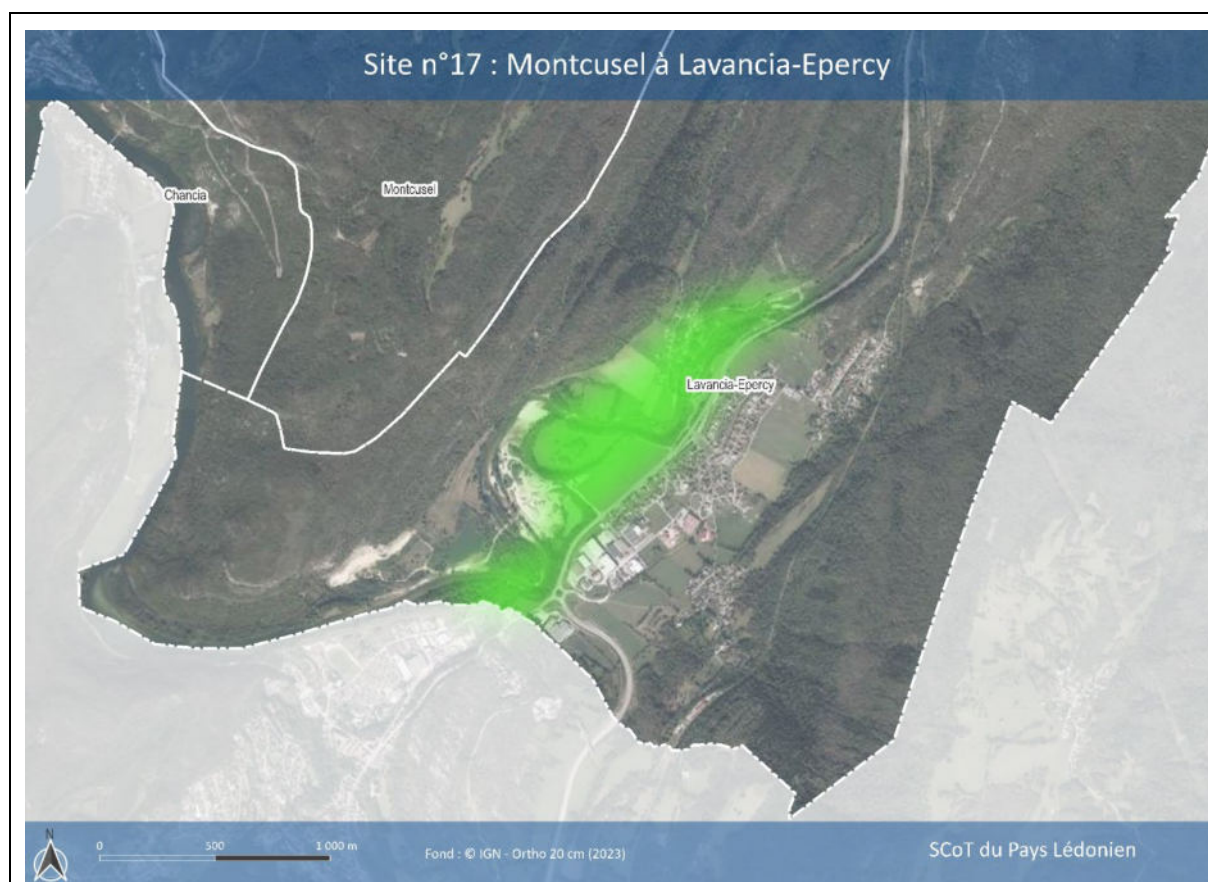 Site n°17 : Montcusel à Lavancia-Epercy
Chancia
Montcusel
Lavancia-Epercy
N
0 500 1 000 m
Fond : © IGN - Ortho 20 cm (2023)
SCoT du Pays Lédonien